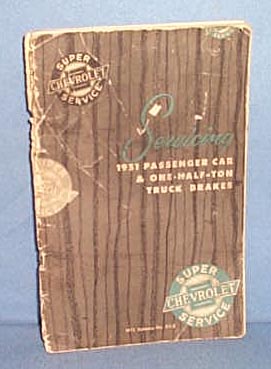 SUPER
CHEVROLET
SERVICE
Servicing
1931 PASSENGER CAR
& ONE-HALF-TON
TRUCK BRAKES
SUPER
CHEVROLET
SERVICE